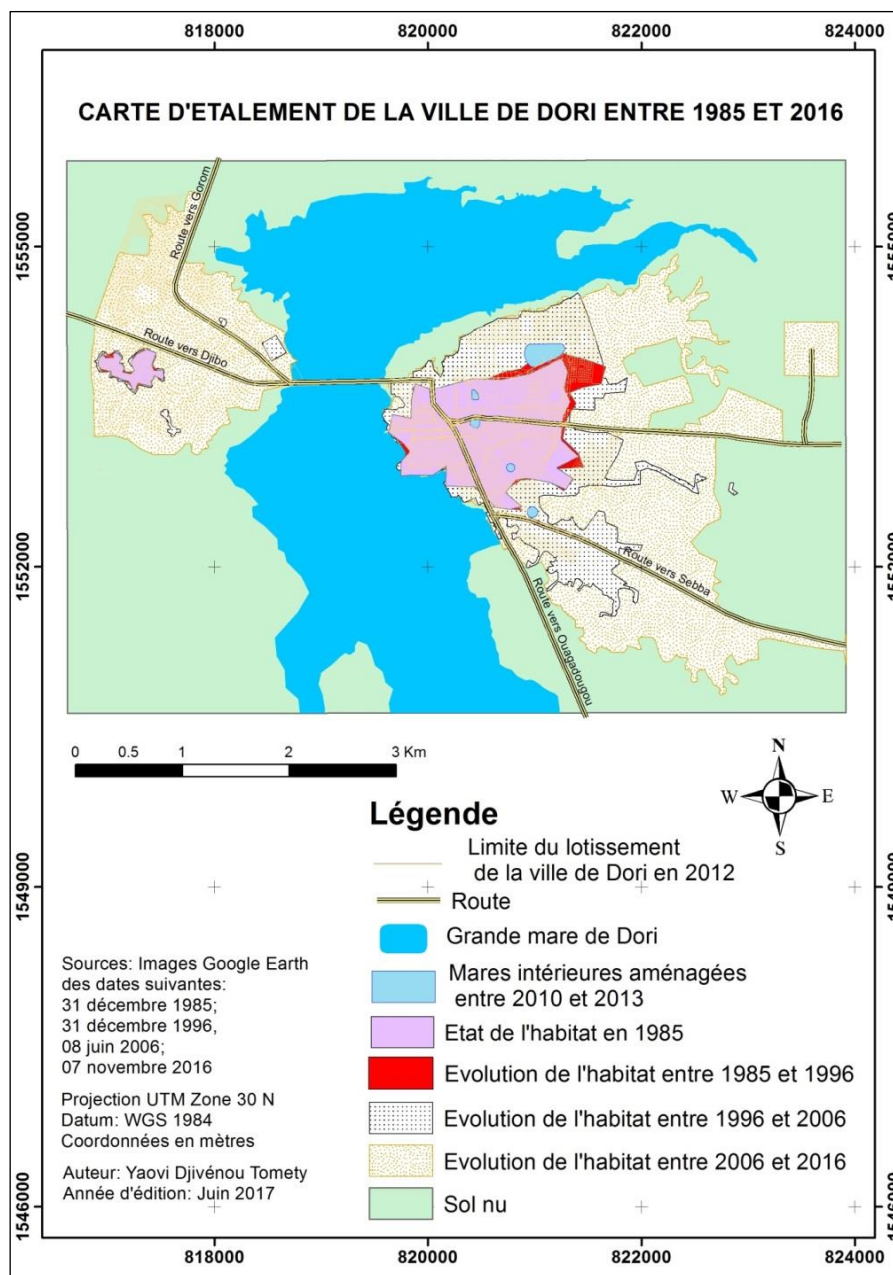 818000 820000 822000 824000
CARTE D'ETALEMENT DE LA VILLE DE DORI ENTRE 1985 ET 2016
1555000
1555000
Route vers Gorom
Route vers Djibo
1552000
1552000
Route vers Sebba
Route vers Ouagadougou
0 0.5 1 2 3 Km
N
W E
S
Légende
Limite du lotissement
de la ville de Dori en 2012
Route
Grande mare de Dori
Mares intérieures aménagées
entre 2010 et 2013
Etat de l'habitat en 1985
Evolution de l'habitat entre 1985 et 1996
Evolution de l'habitat entre 1996 et 2006
Evolution de l'habitat entre 2006 et 2016
Sol nu
1549000
1549000
Sources: Images Google Earth
des dates suivantes:
31 décembre 1985;
31 décembre 1996,
08 juin 2006;
07 novembre 2016
Projection UTM Zone 30 N
Datum: WGS 1984
Coordonnées en mètres
Auteur: Yaovi Djivénou Tomety
Année d'édition: Juin 2017
1546000
1546000
818000 820000 822000 824000